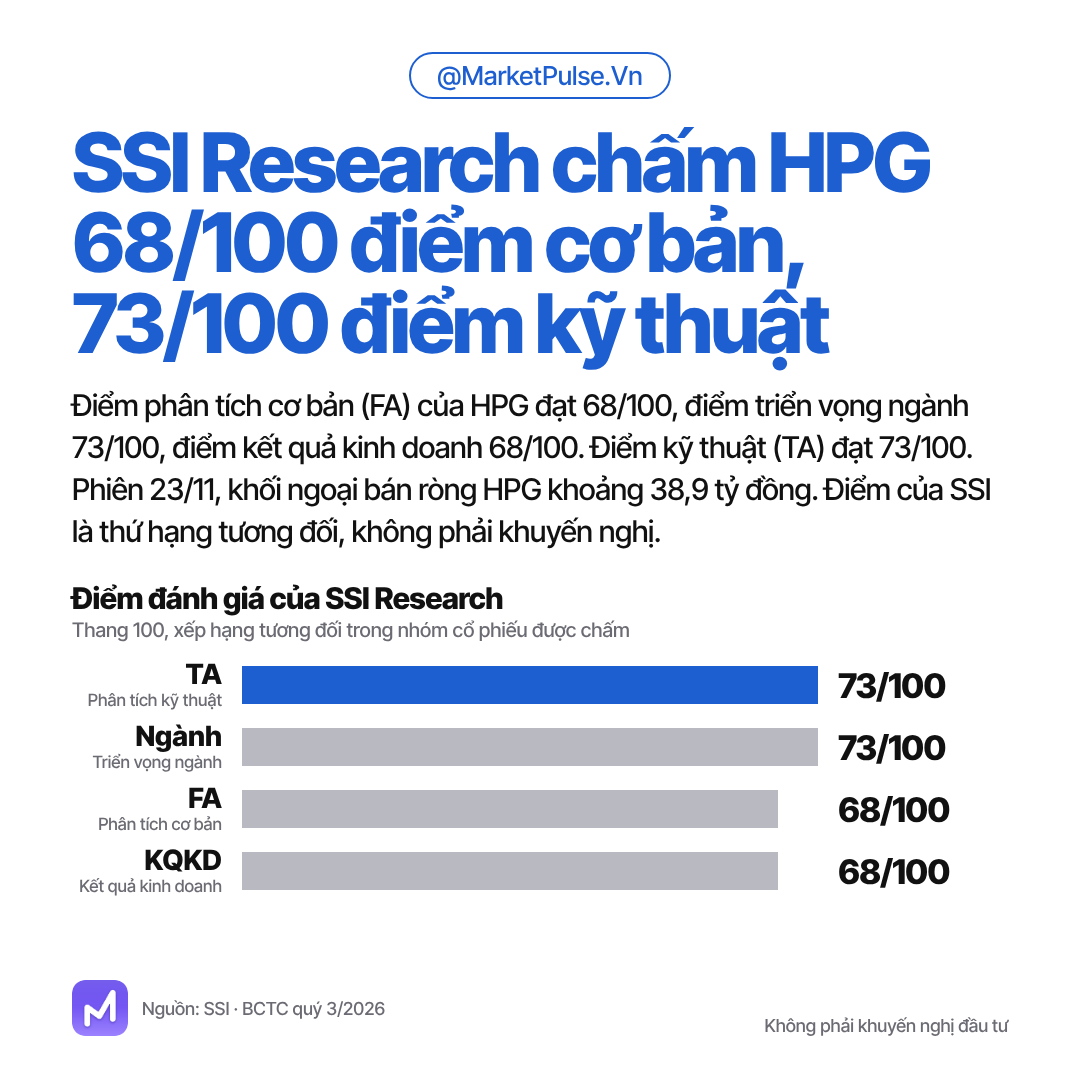 @MarketPulse.Vn
SSI Research chấm HPG
68/100 điểm cơ bản,
73/100 điểm kỹ thuật
Điểm phân tích cơ bản (FA) của HPG đạt 68/100, điểm triển vọng ngành
73/100, điểm kết quả kinh doanh 68/100. Điểm kỹ thuật (TA) đạt 73/100.
Phiên 23/11, khối ngoại bán ròng HPG khoảng 38,9 tỷ đồng. Điểm của SSI
là thứ hạng tương đối, không phải khuyến nghị.
Điểm đánh giá của SSI Research
Thang 100, xếp hạng tương đối trong nhóm cổ phiếu được chấm
TA
Phân tích kỹ thuật
73/100
Ngành
Triển vọng ngành
73/100
FA
Phân tích cơ bản
68/100
KQKD
Kết quả kinh doanh
68/100
Nguồn: SSI · BCTC quý 3/2026
Không phải khuyến nghị đầu tư